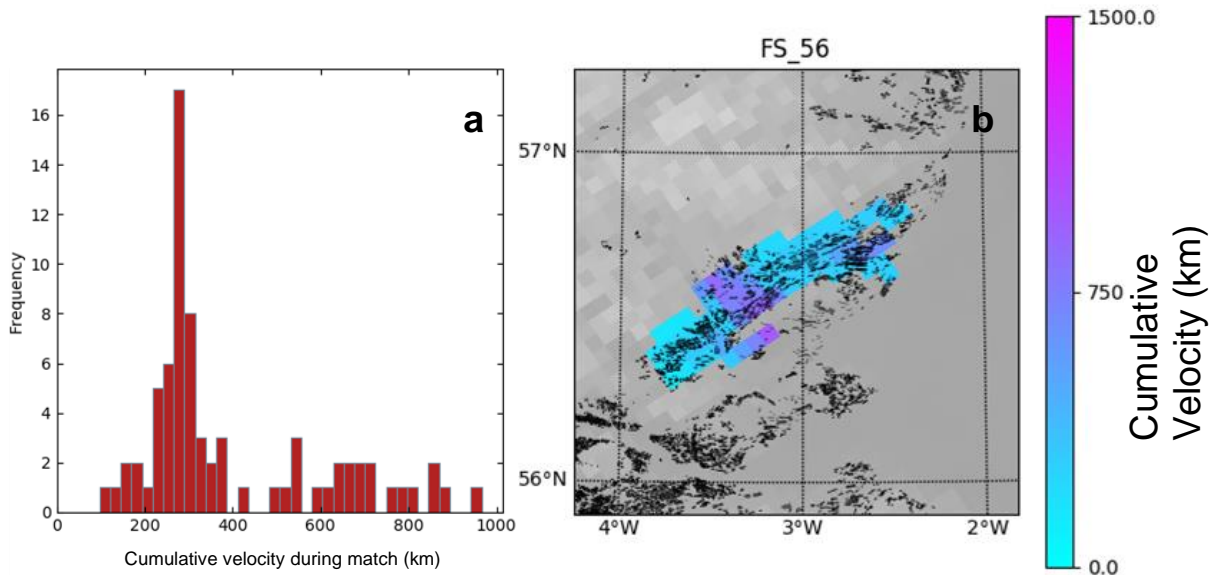 a
16
14
12
10
8
6
4
2
0
Frequency
0 200 400 600 800 1000
Cumulative velocity during match (km)
FS_56
b
57°N
56°N
4°W 3°W 2°W
1500.0
750
0.0
Cumulative
Velocity (km)